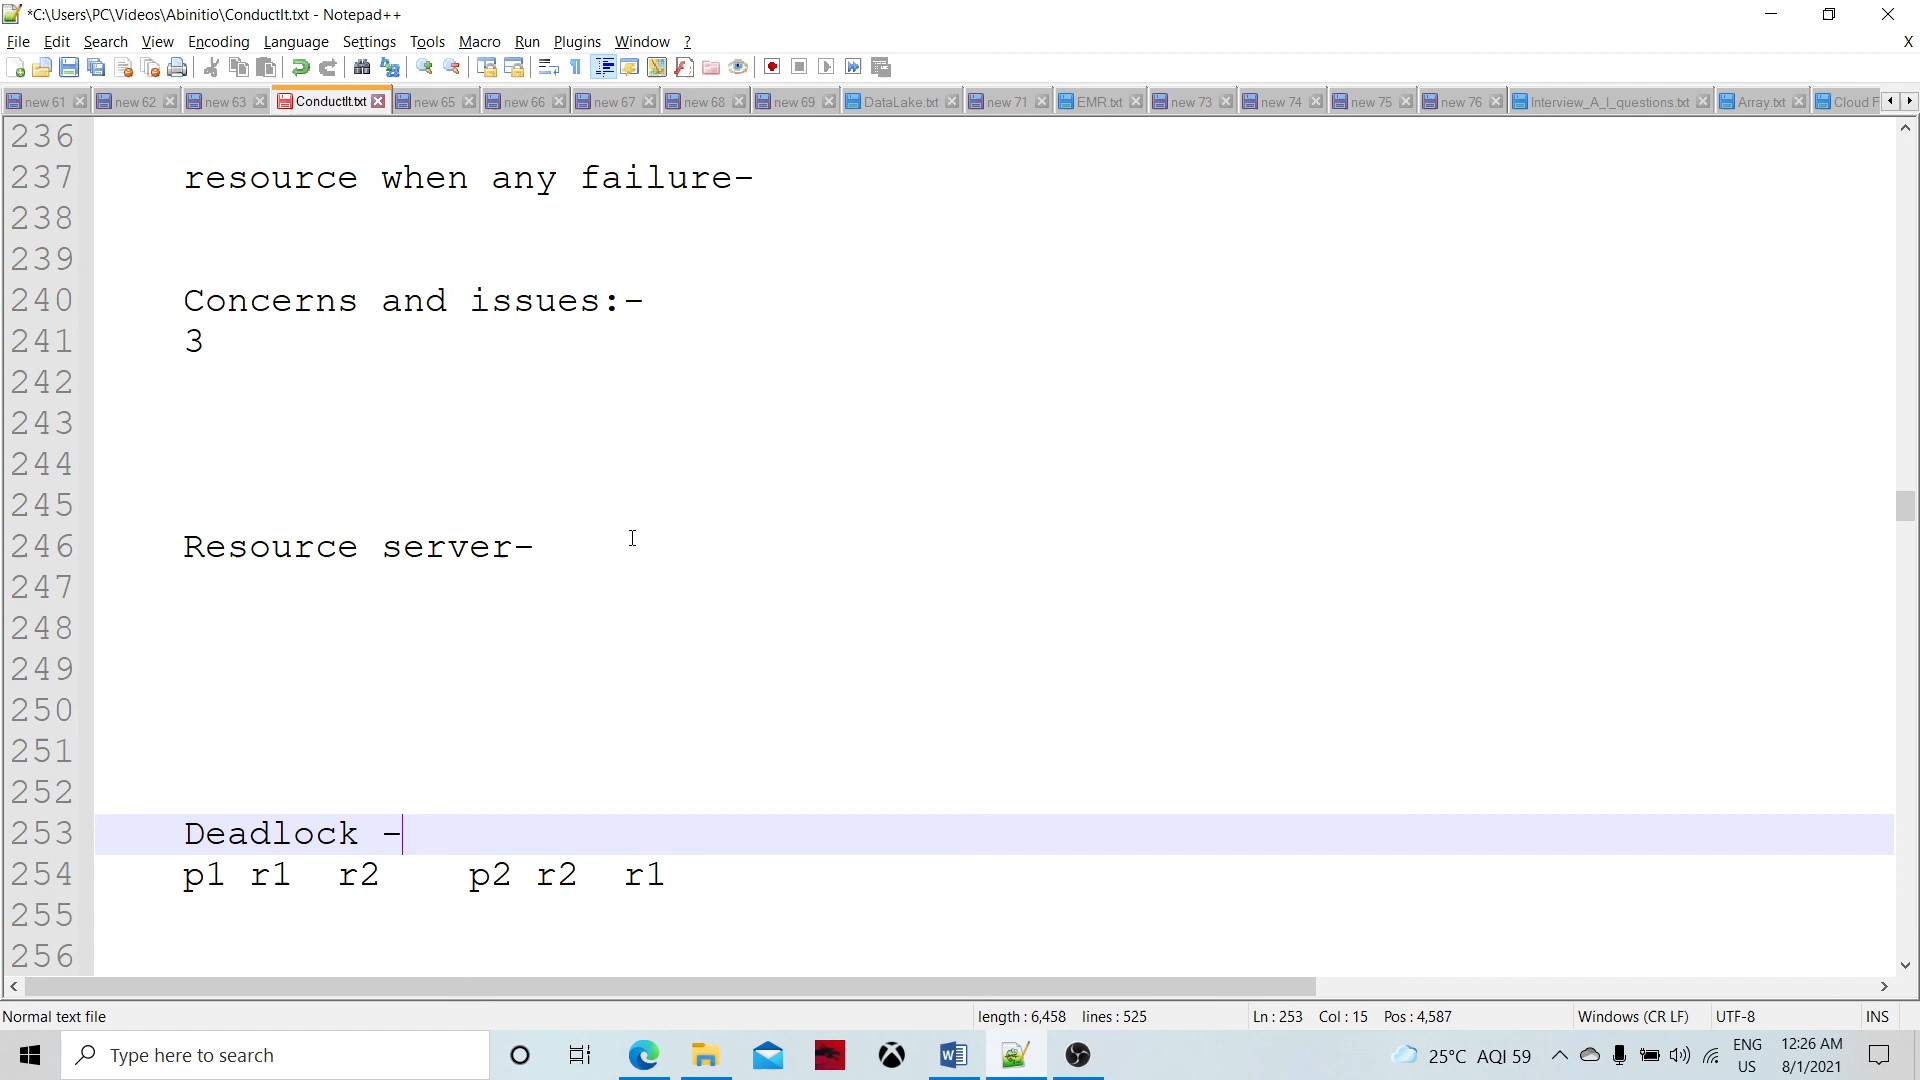 *C:\Users\PC\Videos\Abinitio\ConductIt.txt - Notepad++
File Edit Search View Encoding Language Settings Tools Macro Run Plugins Window ? X
new 61 new 62 new 63 ConductIt.txt new 65 new 66 new 67 new 68 new 69 DataLake.txt new 71 EMR.txt new 73 new 74 new 75 new 76 Interview_A_I_questions.txt Array.txt Cloud F
236
237 resource when any failure-
238
239
240 Concerns and issues:-
241 3
242
243
244
245
246 Resource server-
247
248
249
250
251
252
253 Deadlock -
254 p1 r1 r2 p2 r2 r1
255
256
Normal text file length : 6,458 lines : 525 Ln : 253 Col : 15 Pos : 4,587 Windows (CR LF) UTF-8 INS
Type here to search 25°C AQI 59 ENG US 12:26 AM 8/1/2021